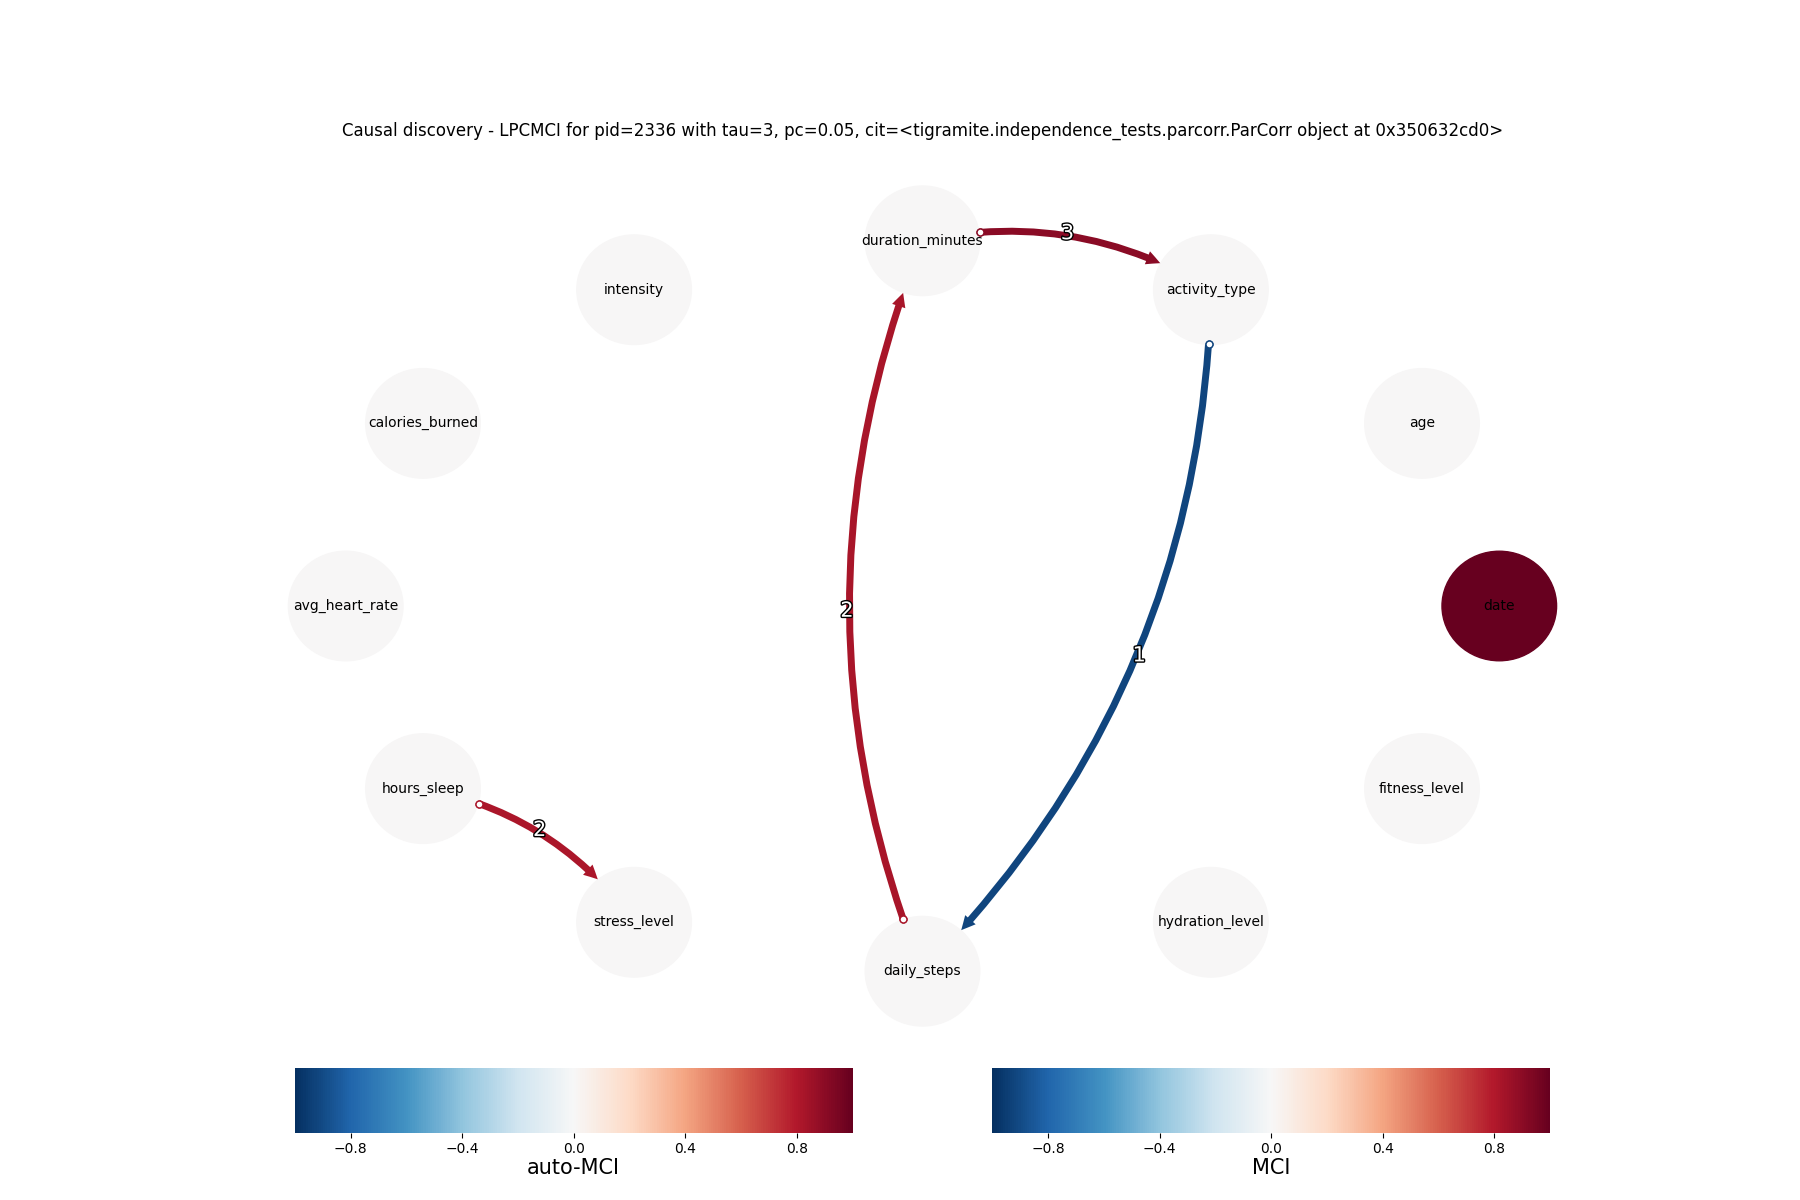 Causal discovery - LPCMCI for pid=2336 with tau=3, pc=0.05, cit=<tigramite.independence_tests.parcorr.ParCorr object at 0x350632cd0>
duration_minutes
3
intensity
activity_type
calories_burned
age
avg_heart_rate
2
1
date
hours_sleep
2
fitness_level
stress_level
daily_steps
hydration_level
−0.8 −0.4 0.0 0.4 0.8
auto-MCI
−0.8 −0.4 0.0 0.4 0.8
MCI